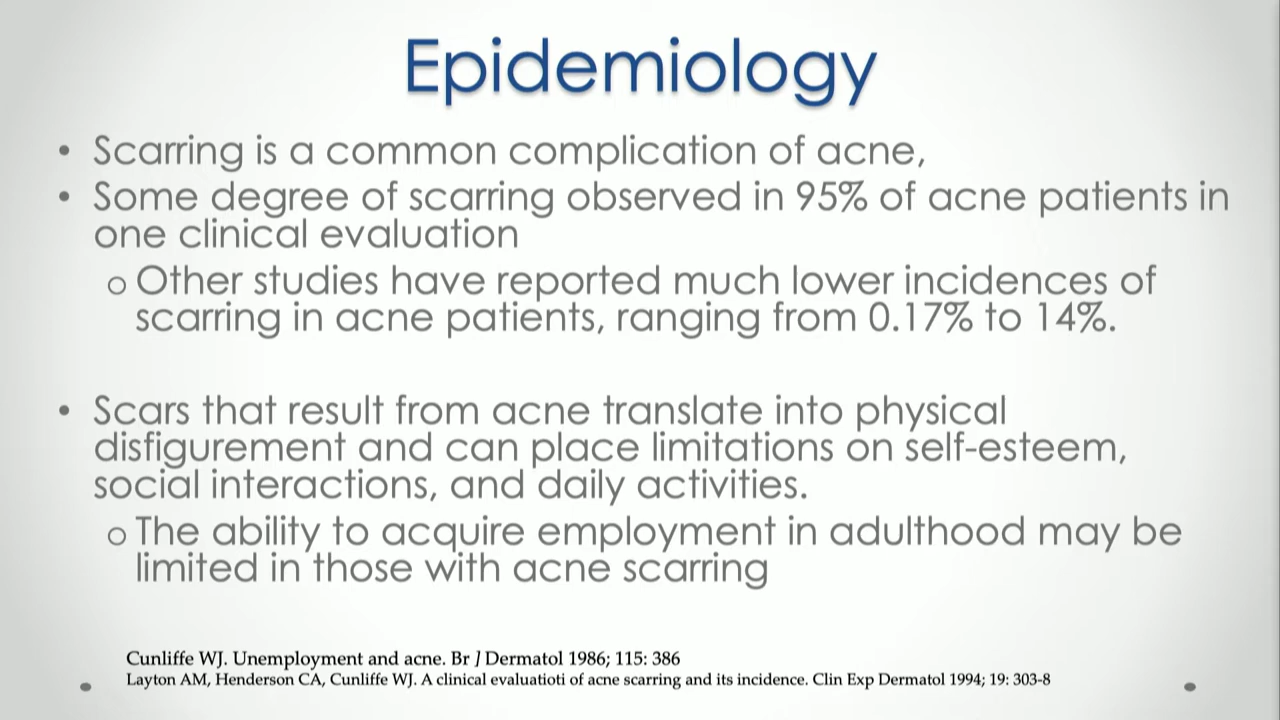 Epidemiology
• Scarring is a common complication of acne,
• Some degree of scarring observed in 95% of acne patients in
one clinical evaluation
o Other studies have reported much lower incidences of
scarring in acne patients, ranging from 0.17% to 14%.
• Scars that result from acne translate into physical
disfigurement and can place limitations on self-esteem,
social interactions, and daily activities.
o The ability to acquire employment in adulthood may be
limited in those with acne scarring
Cunliffe WJ. Unemployment and acne. Br J Dermatol 1986; 115: 386
Layton AM, Henderson CA, Cunliffe WJ. A clinical evaluatioti of acne scarring and its incidence. Clin Exp Dermatol 1994; 19: 303-8